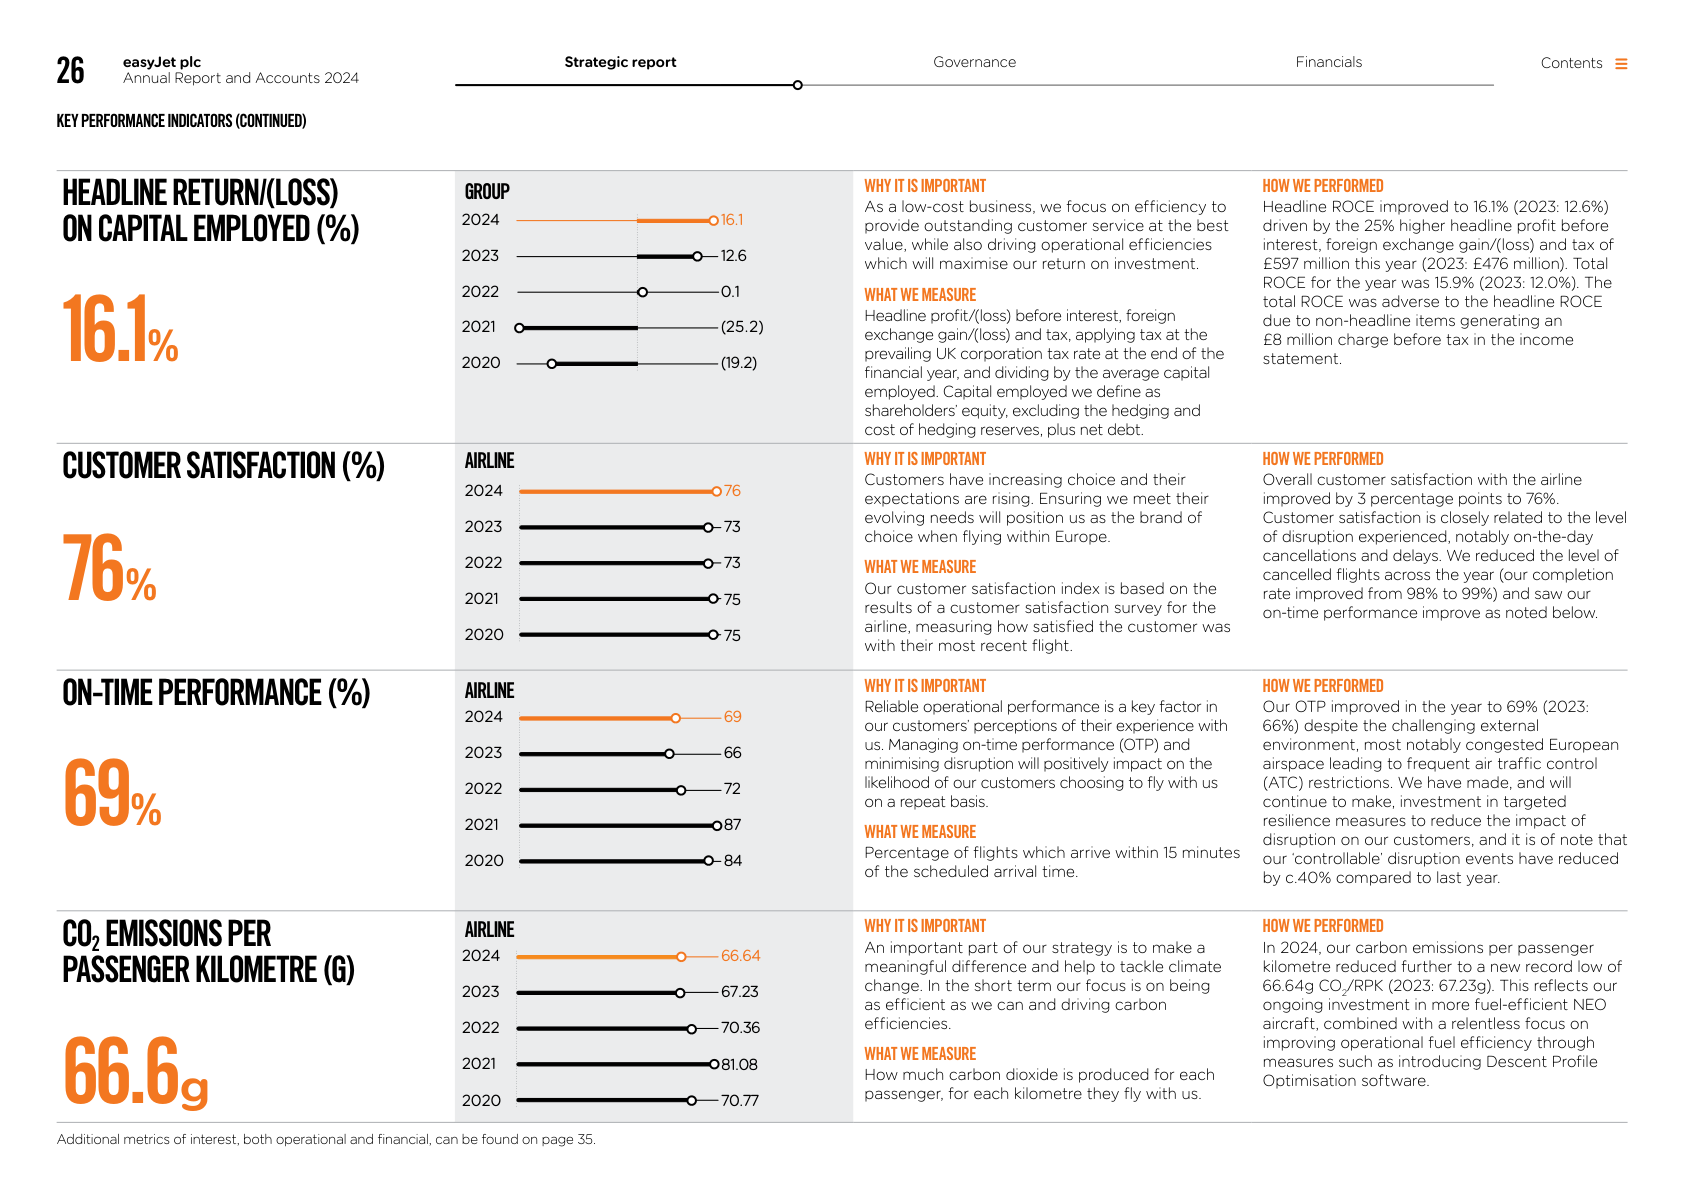 26
easyJet plc
Annual Report and Accounts 2024
Strategic report
Governance
Financials
Contents
KEY PERFORMANCE INDICATORS (CONTINUED)
HEADLINE RETURN/(LOSS)
ON CAPITAL EMPLOYED (%)
16.1%
GROUP
2024 16.1
2023 12.6
2022 0.1
2021 (25.2)
2020 (19.2)
WHY IT IS IMPORTANT
As a low-cost business, we focus on efficiency to
provide outstanding customer service at the best
value, while also driving operational efficiencies
which will maximise our return on investment.
WHAT WE MEASURE
Headline profit/(loss) before interest, foreign
exchange gain/(loss) and tax, applying tax at the
prevailing UK corporation tax rate at the end of the
financial year, and dividing by the average capital
employed. Capital employed we define as
shareholders' equity, excluding the hedging and
cost of hedging reserves, plus net debt.
HOW WE PERFORMED
Headline ROCE improved to 16.1% (2023: 12.6%)
driven by the 25% higher headline profit before
interest, foreign exchange gain/(loss) and tax of
£597 million this year (2023: £476 million). Total
ROCE for the year was 15.9% (2023: 12.0%). The
total ROCE was adverse to the headline ROCE
due to non-headline items generating an
£8 million charge before tax in the income
statement.
CUSTOMER SATISFACTION (%)
76%
AIRLINE
2024 76
2023 73
2022 73
2021 75
2020 75
WHY IT IS IMPORTANT
Customers have increasing choice and their
expectations are rising. Ensuring we meet their
evolving needs will position us as the brand of
choice when flying within Europe.
WHAT WE MEASURE
Our customer satisfaction index is based on the
results of a customer satisfaction survey for the
airline, measuring how satisfied the customer was
with their most recent flight.
HOW WE PERFORMED
Overall customer satisfaction with the airline
improved by 3 percentage points to 76%.
Customer satisfaction is closely related to the level
of disruption experienced, notably on-the-day
cancellations and delays. We reduced the level of
cancelled flights across the year (our completion
rate improved from 98% to 99%) and saw our
on-time performance improve as noted below.
ON-TIME PERFORMANCE (%)
69%
AIRLINE
2024 69
2023 66
2022 72
2021 87
2020 84
WHY IT IS IMPORTANT
Reliable operational performance is a key factor in
our customers' perceptions of their experience with
us. Managing on-time performance (OTP) and
minimising disruption will positively impact on the
likelihood of our customers choosing to fly with us
on a repeat basis.
WHAT WE MEASURE
Percentage of flights which arrive within 15 minutes
of the scheduled arrival time.
HOW WE PERFORMED
Our OTP improved in the year to 69% (2023:
66%) despite the challenging external
environment, most notably congested European
airspace leading to frequent air traffic control
(ATC) restrictions. We have made, and will
continue to make, investment in targeted
resilience measures to reduce the impact of
disruption on our customers, and it is of note that
our 'controllable' disruption events have reduced
by c.40% compared to last year.
CO₂ EMISSIONS PER
PASSENGER KILOMETRE (G)
66.6g
AIRLINE
2024 66.64
2023 67.23
2022 70.36
2021 81.08
2020 70.77
WHY IT IS IMPORTANT
An important part of our strategy is to make a
meaningful difference and help to tackle climate
change. In the short term our focus is on being
as efficient as we can and driving carbon
efficiencies.
WHAT WE MEASURE
How much carbon dioxide is produced for each
passenger, for each kilometre they fly with us.
HOW WE PERFORMED
In 2024, our carbon emissions per passenger
kilometre reduced further to a new record low of
66.64g CO₂/RPK (2023: 67.23g). This reflects our
ongoing investment in more fuel-efficient NEO
aircraft, combined with a relentless focus on
improving operational fuel efficiency through
measures such as introducing Descent Profile
Optimisation software.
Additional metrics of interest, both operational and financial, can be found on page 35.